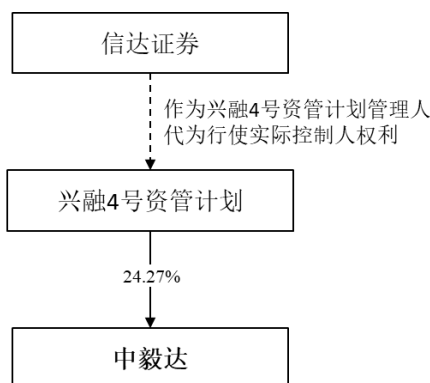 信达证券
作为兴融4号资管计划管理人
代为行使实际控制人权利
兴融4号资管计划
24.27%
中毅达